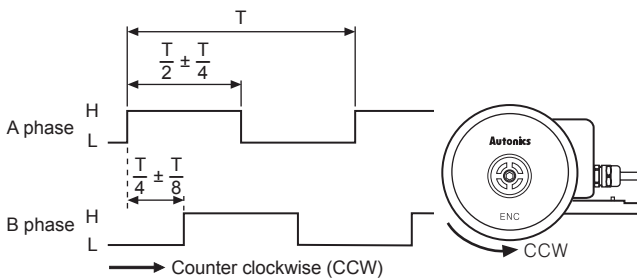 T
T/2 ± T/4
A phase
H
L
T/4 ± T/8
B phase
H
L
Counter clockwise (CCW)
Autonics
ENC
CCW